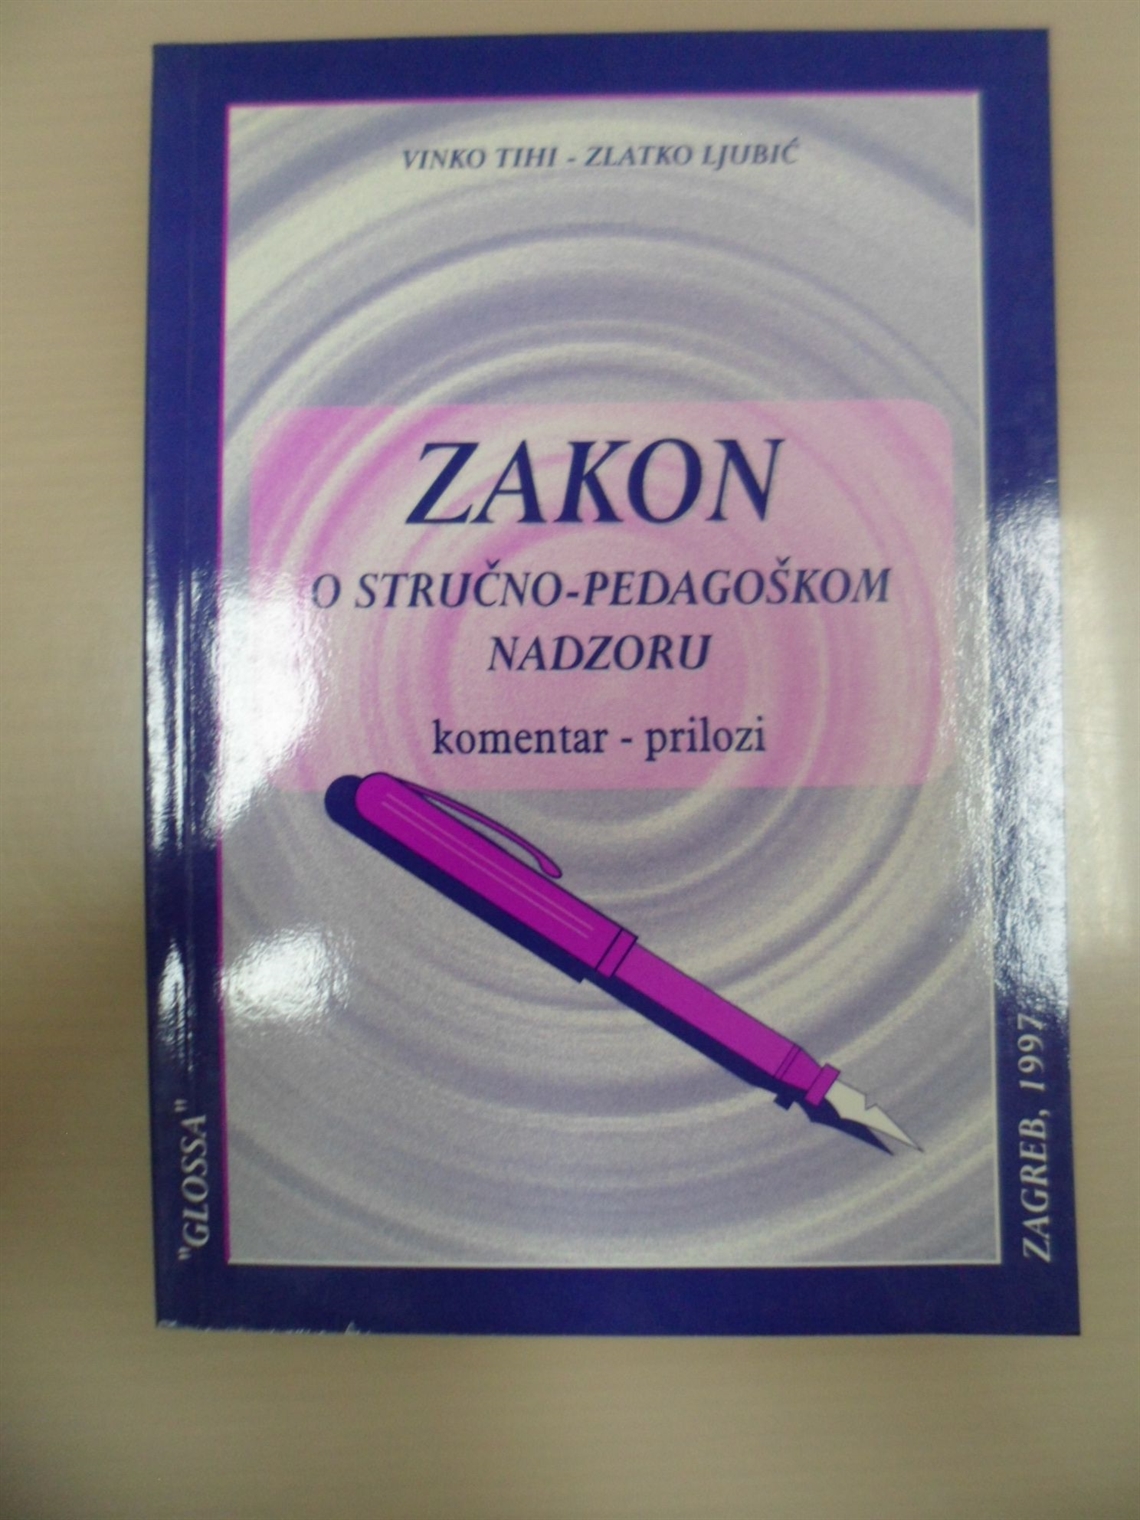 VINKO TIHI - ZLATKO LJUBIĆ
ZAKON
O STRUČNO-PEDAGOŠKOM
NADZORU
komentar - prilozi
"GLOSSA"
ZAGREB, 1997.